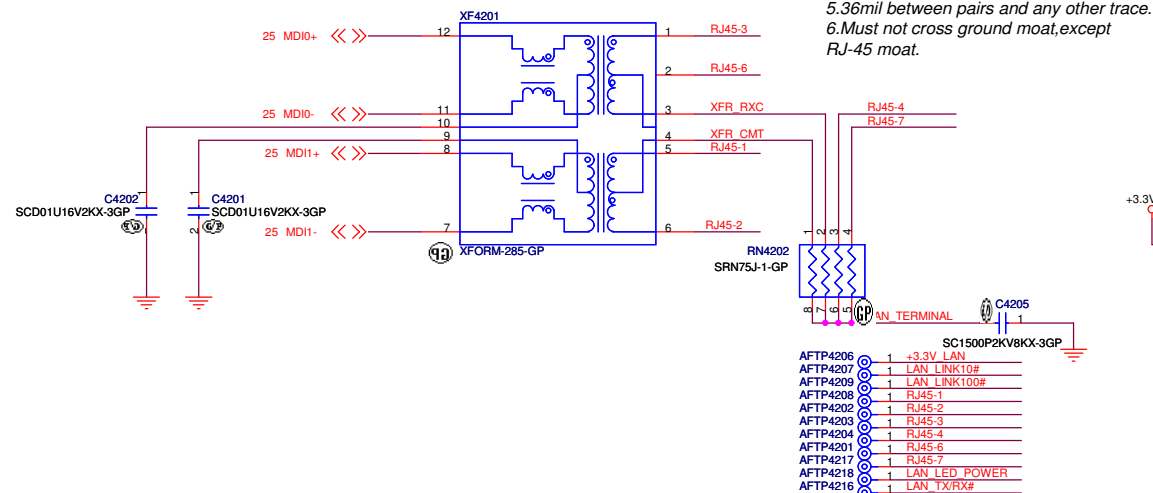 5.36mil between pairs and any other trace.
6.Must not cross ground moat,except
RJ-45 moat.
XF4201
25 MDI0+
12
1
RJ45-3
2
RJ45-6
25 MDI0-
11
3
XFR_RXC
RJ45-4
10
RJ45-7
9
4
XFR_CMT
25 MDI1+
8
5
RJ45-1
1
C4202
SCD01U16V2KX-3GP
2
1
C4201
SCD01U16V2KX-3GP
2
25 MDI1-
7
6
RJ45-2
XFORM-285-GP
+3.3V
1
2
3
4
RN4202
SRN75J-1-GP
8
7
6
5
GP
AN_TERMINAL
C4205
1
SC1500P2KV8KX-3GP
AFTP4206 1 +3.3V_LAN
AFTP4207 1 LAN_LINK10#
AFTP4209 1 LAN_LINK100#
AFTP4208 1 RJ45-1
AFTP4202 1 RJ45-2
AFTP4203 1 RJ45-3
AFTP4204 1 RJ45-4
AFTP4201 1 RJ45-6
AFTP4217 1 RJ45-7
AFTP4218 1 LAN_LED_POWER
AFTP4216 1 LAN_TX/RX#